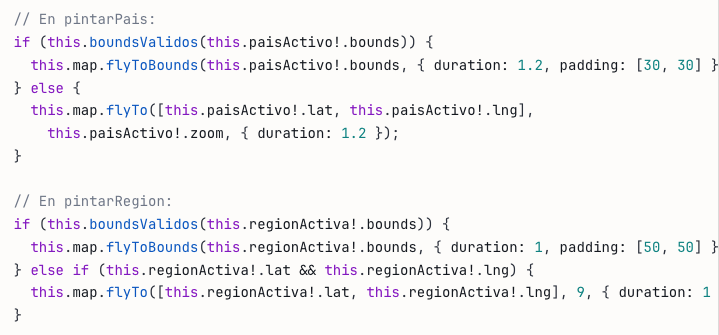 // En pintarPais:
if (this.boundsValidos(this.paisActivo!.bounds)) {
  this.map.flyToBounds(this.paisActivo!.bounds, { duration: 1.2, padding: [30, 30] }
} else {
  this.map.flyTo([this.paisActivo!.lat, this.paisActivo!.lng],
    this.paisActivo!.zoom, { duration: 1.2 });
}

// En pintarRegion:
if (this.boundsValidos(this.regionActiva!.bounds)) {
  this.map.flyToBounds(this.regionActiva!.bounds, { duration: 1, padding: [50, 50] }
} else if (this.regionActiva!.lat && this.regionActiva!.lng) {
  this.map.flyTo([this.regionActiva!.lat, this.regionActiva!.lng], 9, { duration: 1
}